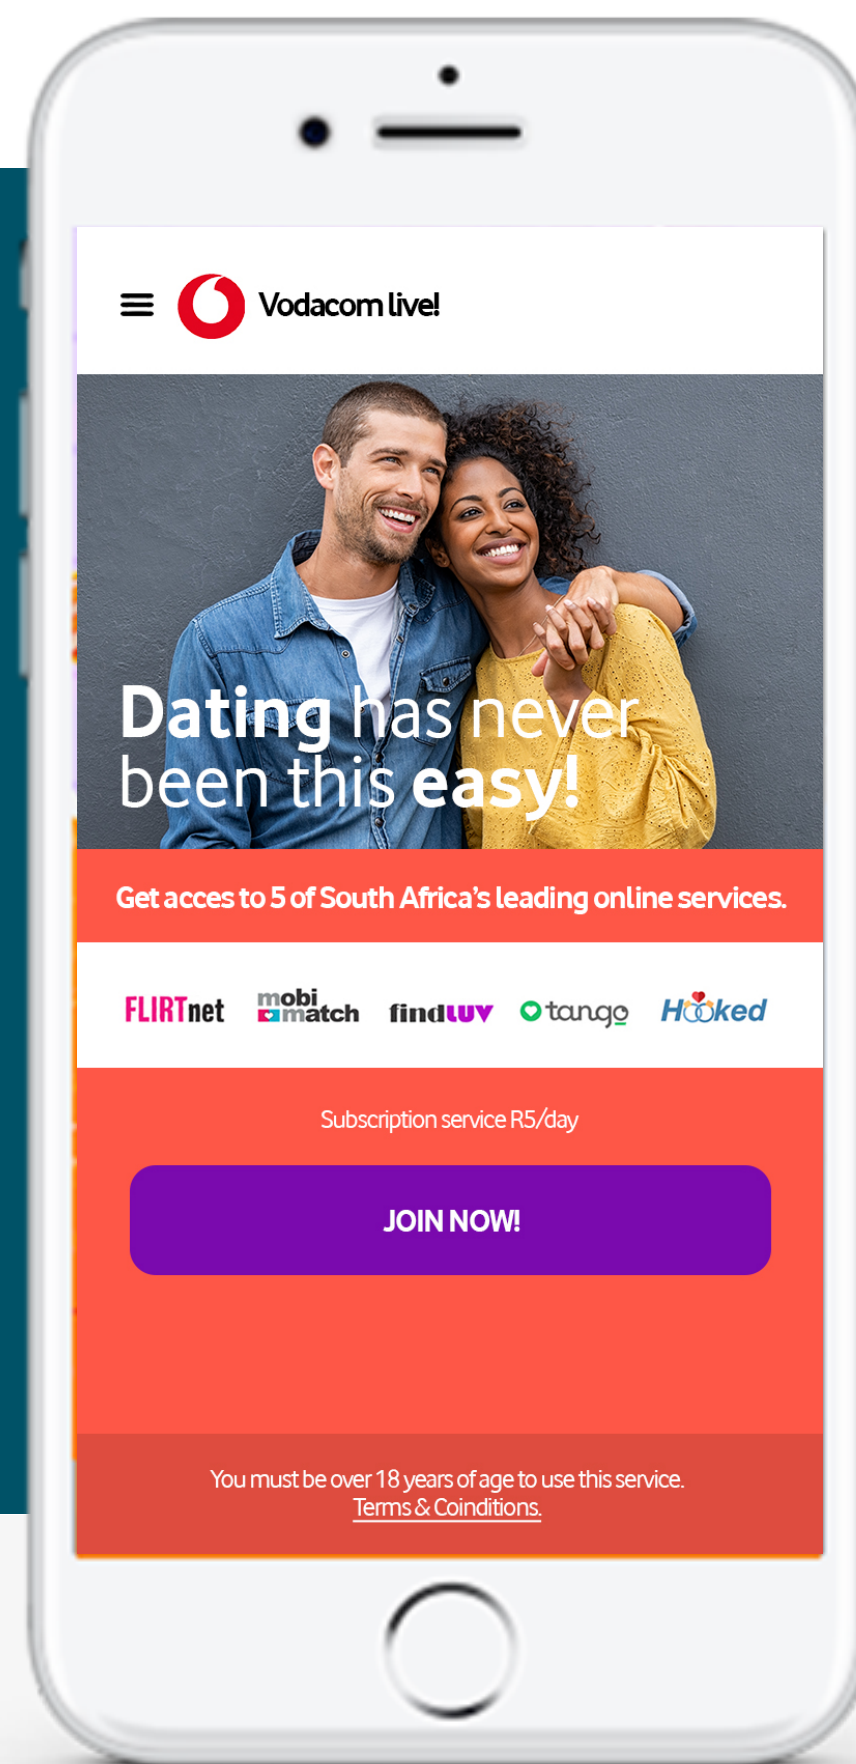 Vodacom live!
Dating has never
been this easy!
Get acces to 5 of South Africa's leading online services.
FLIRTnet
mobi
match
findLUV
tango
Hooked
Subscription service R5/day
JOIN NOW!
You must be over 18 years of age to use this service.
Terms & Coinditions.